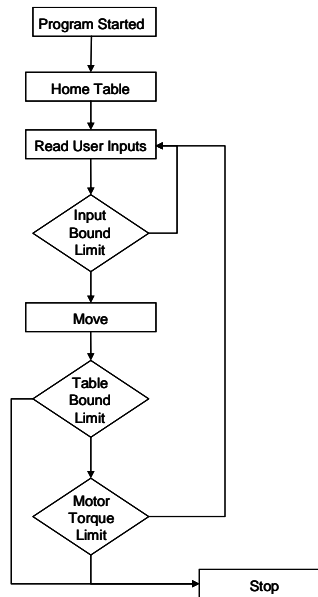 Program Started
Home Table
Read User Inputs
Input
Bound
Limit
Move
Table
Bound
Limit
Motor
Torque
Limit
Stop